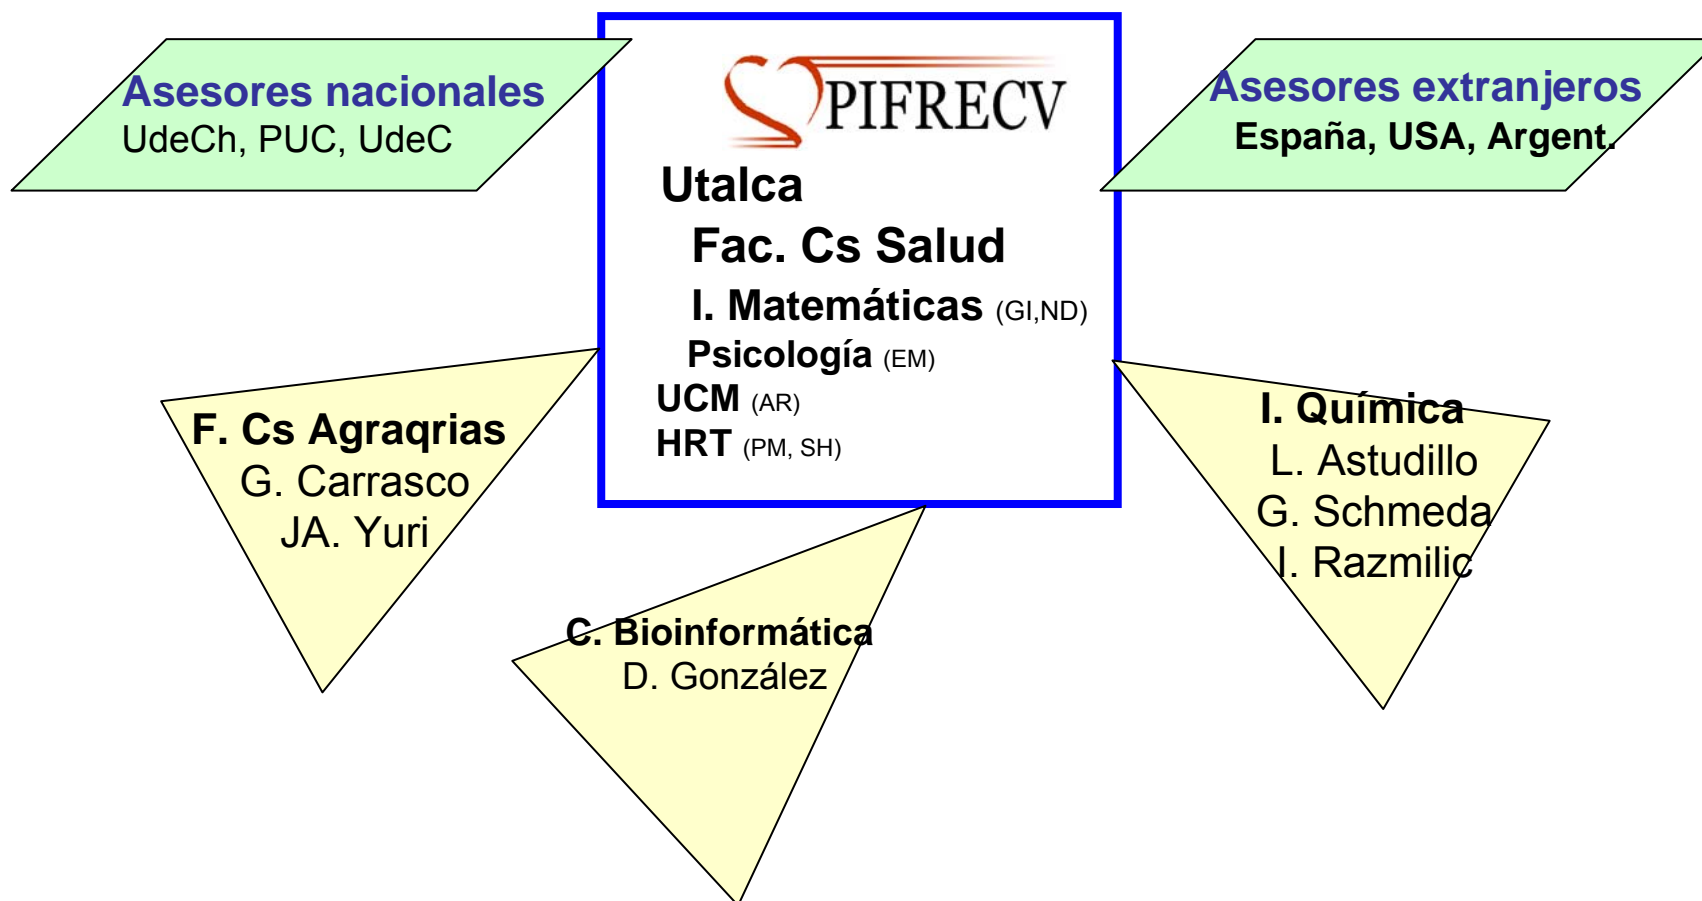 Asesores nacionales
UdeCh, PUC, UdeC
PIFRECV
Utalca
Fac. Cs Salud
I. Matemáticas (GI,ND)
Psicología (EM)
UCM (AR)
HRT (PM, SH)
Asesores extranjeros
España, USA, Argent.
F. Cs Agraqrias
G. Carrasco
JA. Yuri
C. Bioinformática
D. González
I. Química
L. Astudillo
G. Schmeda
I. Razmilic